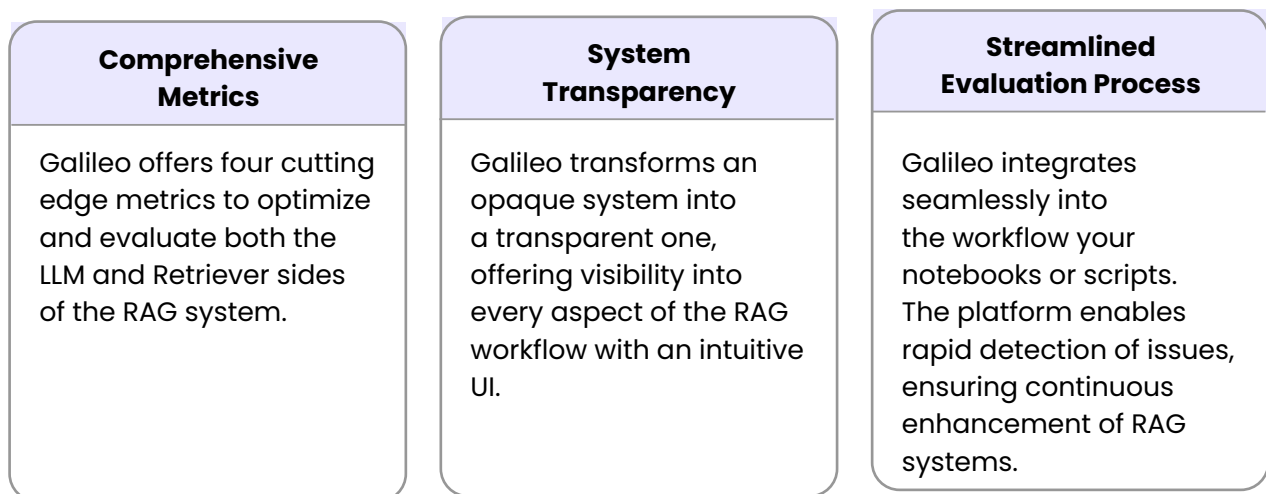 Comprehensive
Metrics
Galileo offers four cutting
edge metrics to optimize
and evaluate both the
LLM and Retriever sides
of the RAG system.
System
Transparency
Galileo transforms an
opaque system into
a transparent one,
offering visibility into
every aspect of the RAG
workflow with an intuitive
UI.
Streamlined
Evaluation Process
Galileo integrates
seamlessly into
the workflow your
notebooks or scripts.
The platform enables
rapid detection of issues,
ensuring continuous
enhancement of RAG
systems.